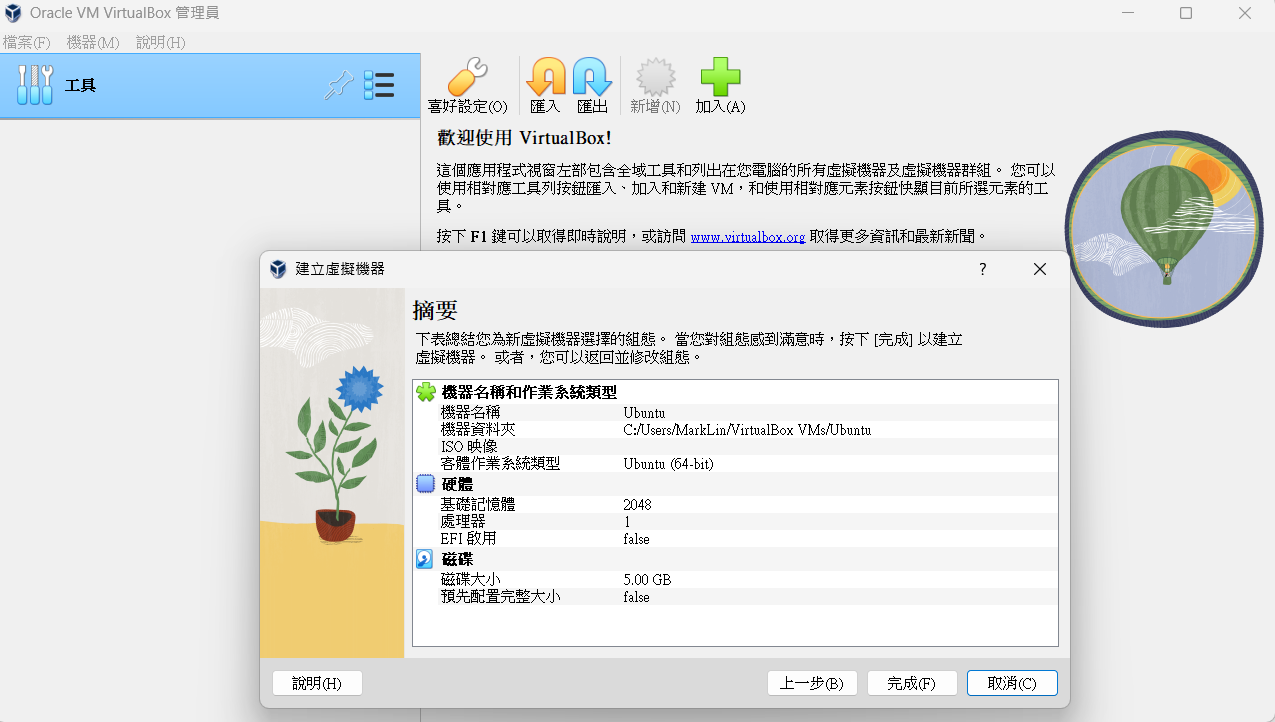 Oracle VM VirtualBox 管理員
檔案(F) 機器(M) 說明(H)
工具
喜好設定(O) 匯入 匯出 新增(N) 加入(A)
歡迎使用 VirtualBox!
這個應用程式視窗左部包含全域工具和列出在您電腦的所有虛擬機器及虛擬機器群組。 您可以
使用相對應工具列按鈕匯入、加入和新建 VM，和使用相對應元素按鈕快顯目前所選元素的工
具。
按下 F1 鍵可以取得即時說明，或訪問 www.virtualbox.org 取得更多資訊和最新新聞。
建立虛擬機器 ?
摘要
下表總結您為新虛擬機器選擇的組態。 當您對組態感到滿意時，按下 [完成] 以建立
虛擬機器。 或者，您可以返回並修改組態。
機器名稱和作業系統類型
機器名稱 Ubuntu
機器資料夾 C:/Users/MarkLin/VirtualBox VMs/Ubuntu
ISO 映像
客體作業系統類型 Ubuntu (64-bit)
硬體
基礎記憶體 2048
處理器 1
EFI 啟用 false
磁碟
磁碟大小 5.00 GB
預先配置完整大小 false
說明(H) 上一步(B) 完成(F) 取消(C)